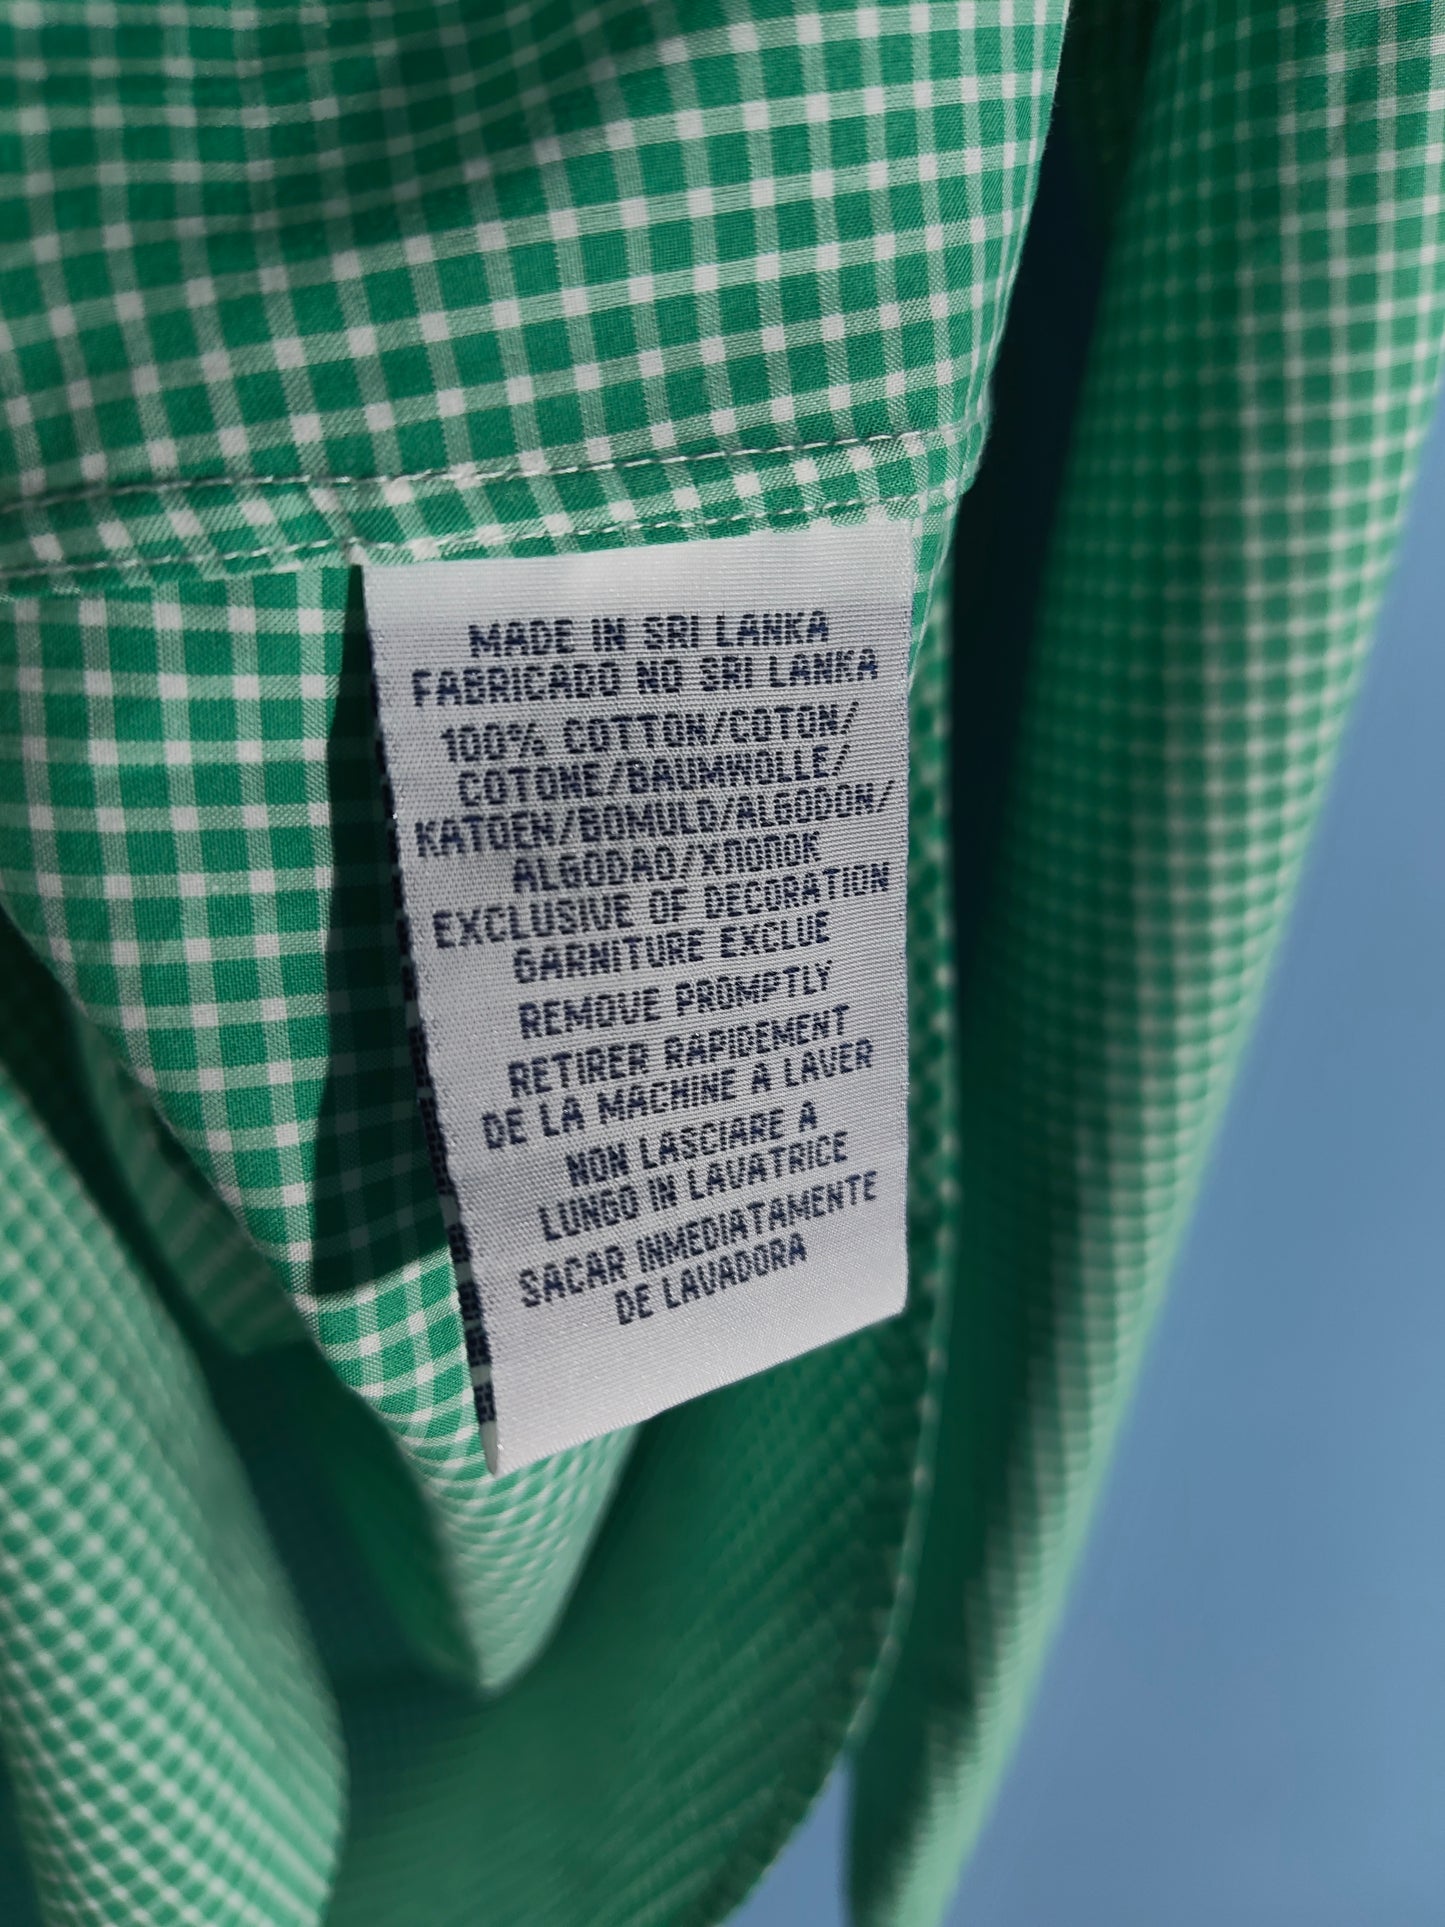 MADE IN SRI LANKA
FABRICADO NO SRI LANKA
100% COTTON/COTON/
COTONE/BAUMWOLLE/
KATOEN/BOMULD/ALGODON/
ALGODAO/ХЛОПОК
EXCLUSIVE OF DECORATION
GARNITURE EXCLUE
REMOVE PROMPTLY
RETIRER RAPIDEMENT
DE LA MACHINE A LAVER
NON LASCIARE A
LUNGO IN LAVATRICE
SACAR INMEDIATAMENTE
DE LAVADORA